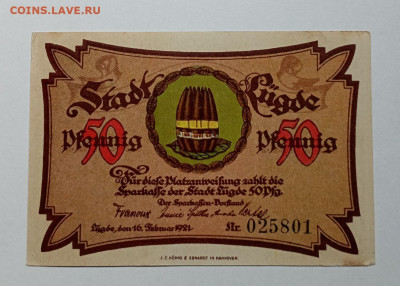 COINS.LAVE.RU
Stadt Lügde
50 Pfennig 50 Pfennig
Für diese Platzanweisung zahlt die
Sparkasse der Stadt Lügde 50 Pfg.
Der Sparkassen-Vorstand
Lügde, den 16. Februar 1921. Nr. 025801
J. C. KÖNIG & EBHARDT IN HANNOVER.